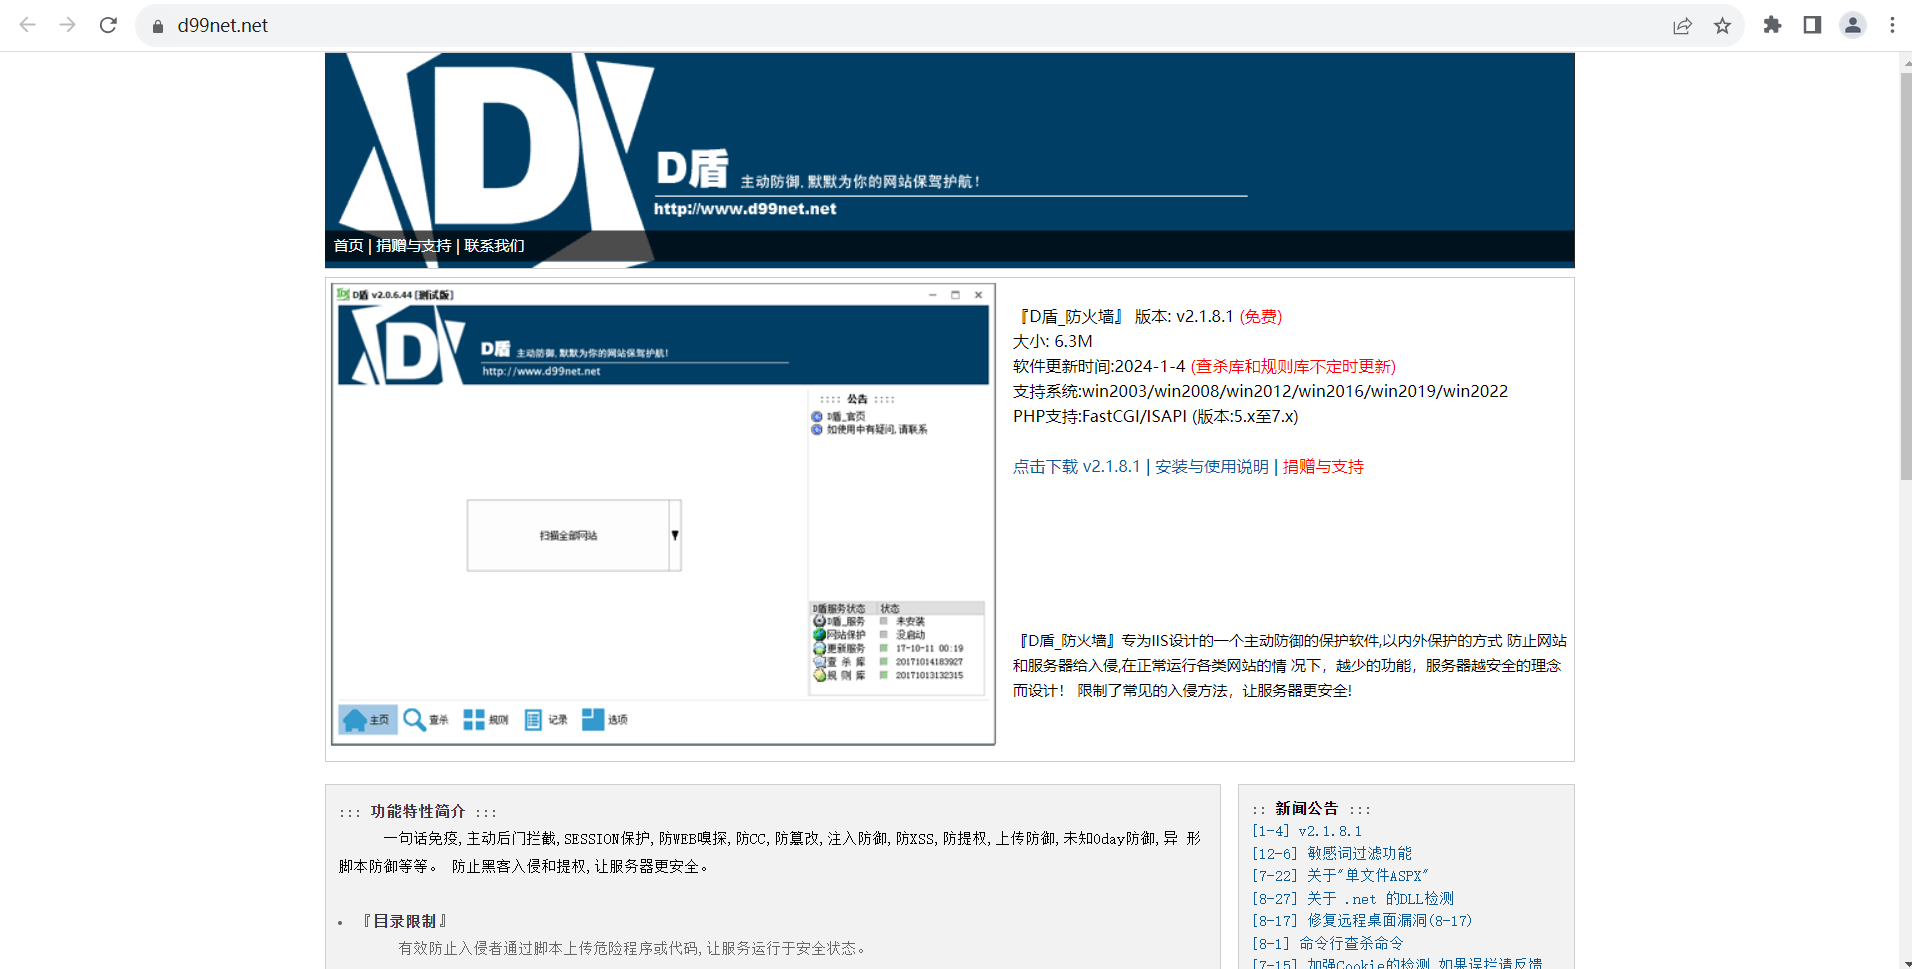 d99net.net
D盾 主动防御,默默为你的网站保驾护航!
http://www.d99net.net
首页 | 捐赠与支持 | 联系我们
D盾 v2.0.6.44 [测试版]
D盾 主动防御,默默为你的网站保驾护航!
http://www.d99net.net
:::: 公告 ::::
D盾_官页
如使用中有疑问,请联系
扫描全部网站
D盾服务状态 状态
D盾_服务 未安装
网站保护 没启动
更新服务 17-10-11 00:19
查 杀 库 20171014183927
规 则 库 20171013132315
主页 查杀 规则 记录 选项
『D盾_防火墙』 版本: v2.1.8.1 (免费)
大小: 6.3M
软件更新时间:2024-1-4 (查杀库和规则库不定时更新)
支持系统:win2003/win2008/win2012/win2016/win2019/win2022
PHP支持:FastCGI/ISAPI (版本:5.x至7.x)
点击下载 v2.1.8.1 | 安装与使用说明 | 捐赠与支持
『D盾_防火墙』专为IIS设计的一个主动防御的保护软件,以内外保护的方式 防止网站
和服务器给入侵,在正常运行各类网站的情 况下，越少的功能，服务器越安全的理念
而设计！ 限制了常见的入侵方法，让服务器更安全!
::: 功能特性简介 :::
一句话免疫,主动后门拦截,SESSION保护,防WEB嗅探,防CC,防篡改,注入防御,防XSS,防提权,上传防御,未知0day防御,异 形
脚本防御等等。 防止黑客入侵和提权,让服务器更安全。
• 『目录限制』
有效防止入侵者通过脚本上传危险程序或代码,让服务运行于安全状态。
:: 新闻公告 :::
[1-4] v2.1.8.1
[12-6] 敏感词过滤功能
[7-22] 关于"单文件ASPX"
[8-27] 关于 .net 的DLL检测
[8-17] 修复远程桌面漏洞(8-17)
[8-1] 命令行查杀命令
[7-15] 加强Cookie的检测,如果误拦请反馈